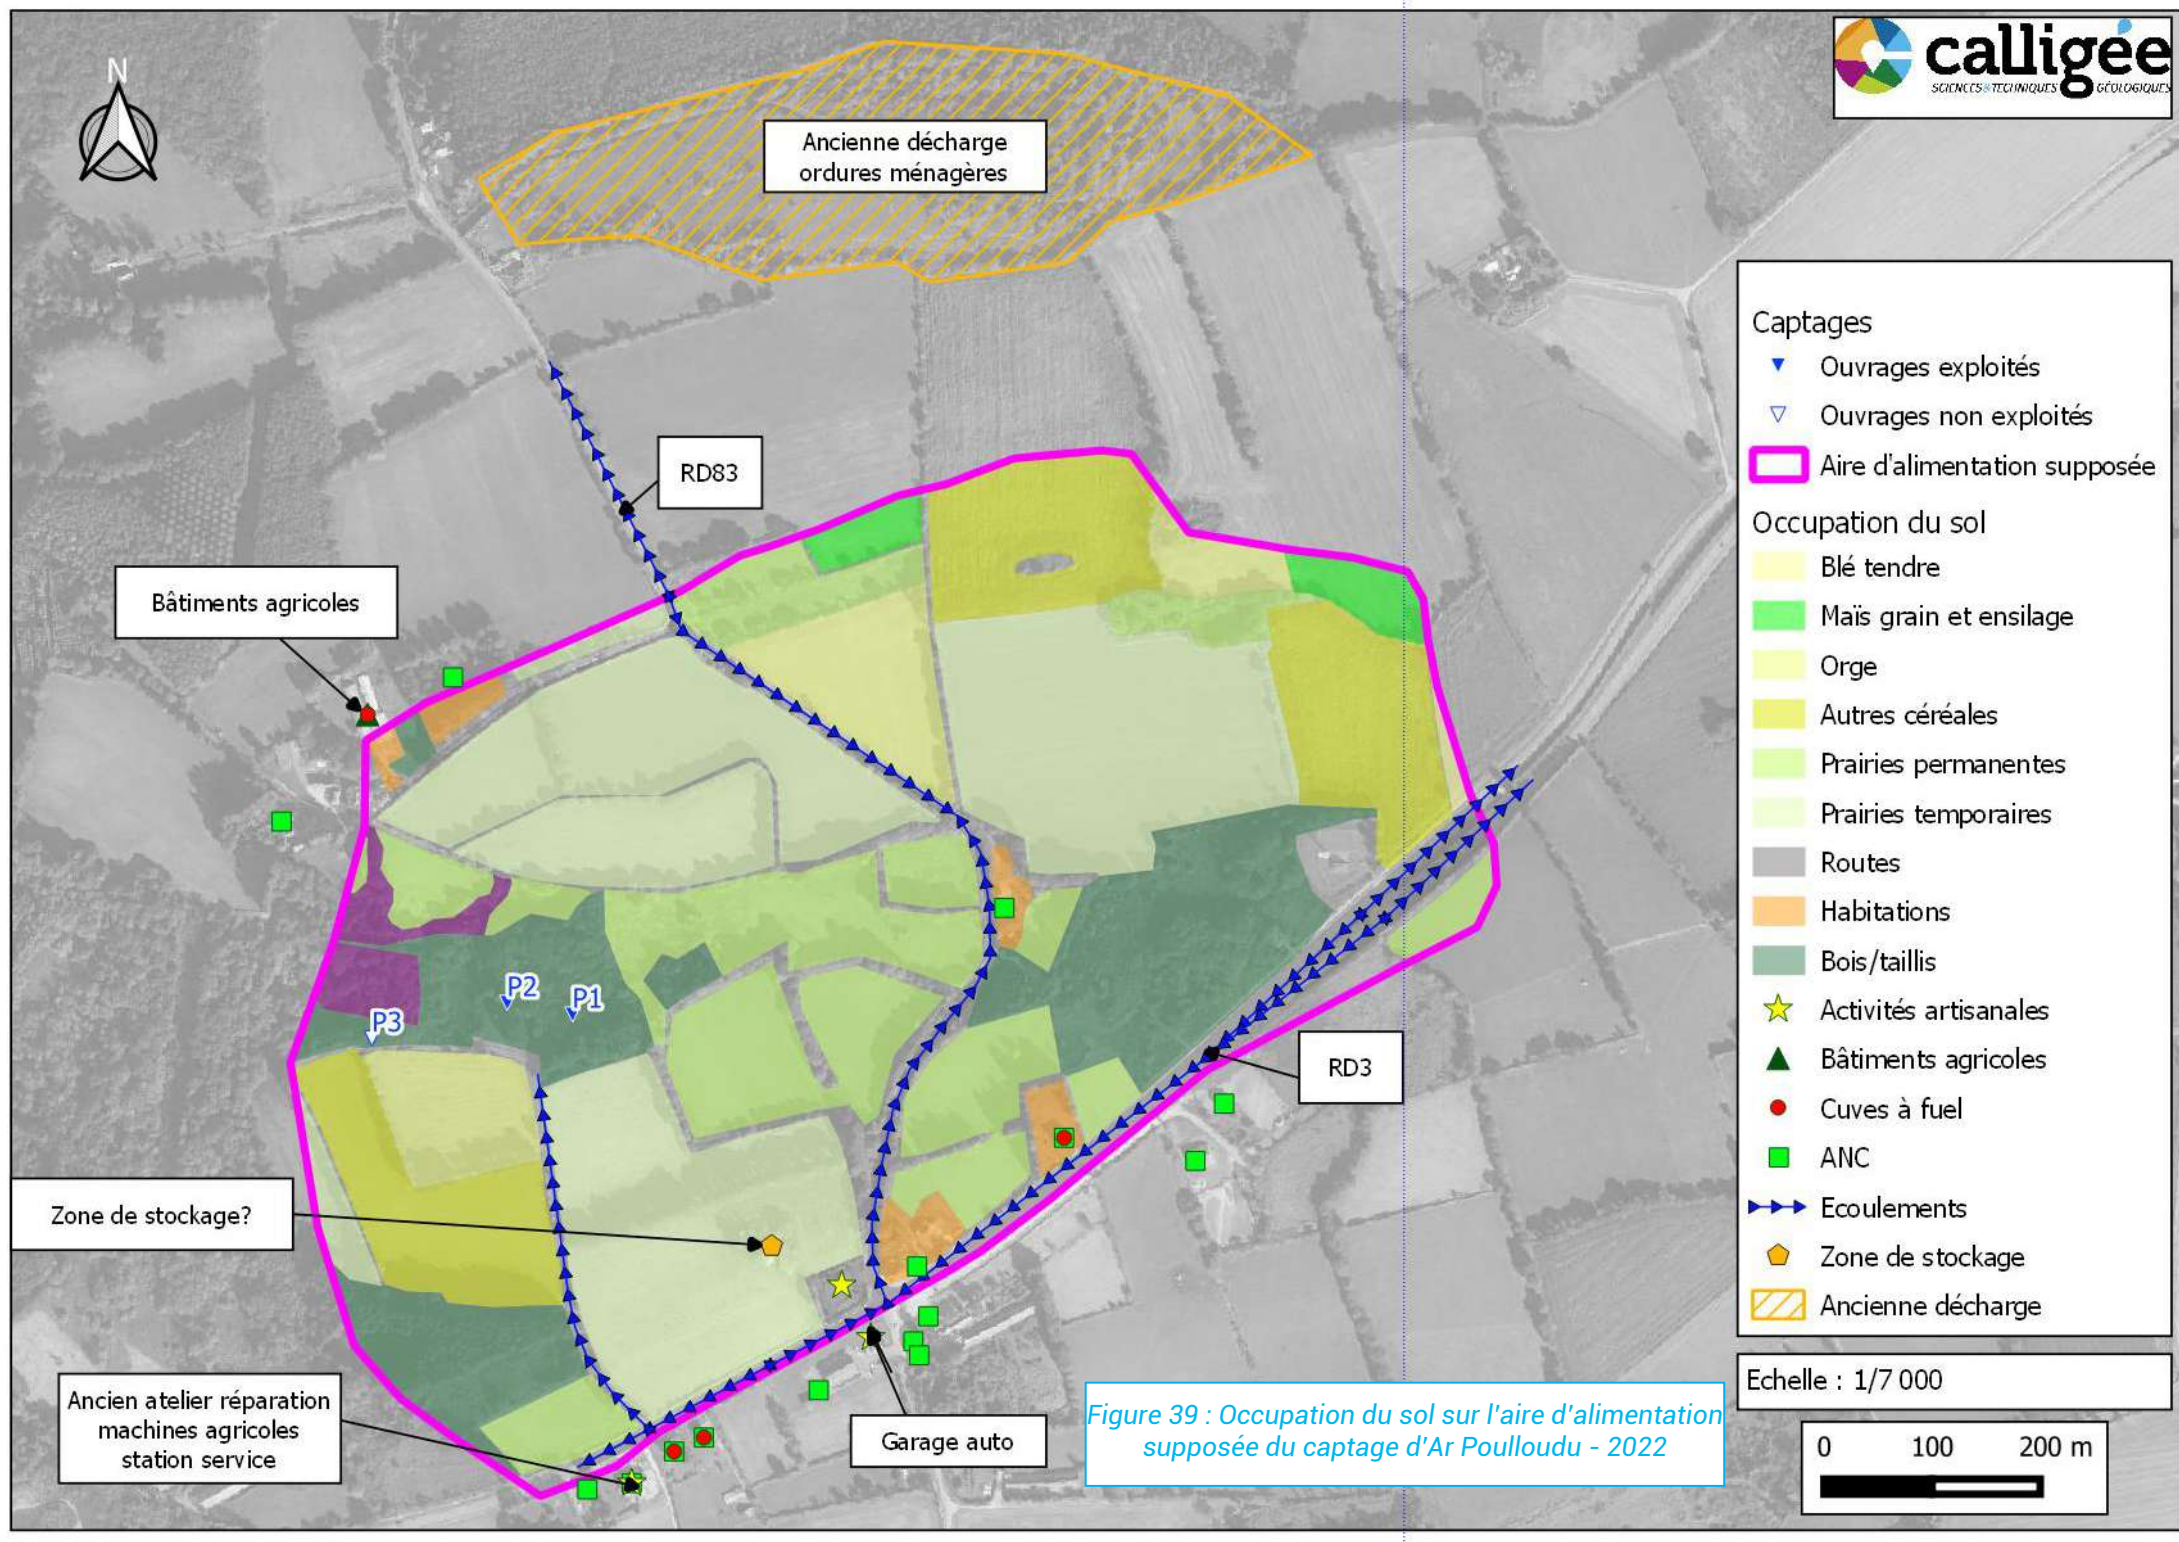 calligée
SCIENCES & TECHNIQUES GÉOLOGIQUES
N
Ancienne décharge
ordures ménagères
RD83
Bâtiments agricoles
P3
P2
P1
RD3
Zone de stockage?
Ancien atelier réparation
machines agricoles
station service
Garage auto
Captages
Ouvrages exploités
Ouvrages non exploités
Aire d'alimentation supposée
Occupation du sol
Blé tendre
Maïs grain et ensilage
Orge
Autres céréales
Prairies permanentes
Prairies temporaires
Routes
Habitations
Bois/taillis
Activités artisanales
Bâtiments agricoles
Cuves à fuel
ANC
Ecoulements
Zone de stockage
Ancienne décharge
Echelle : 1/7 000
0 100 200 m
Figure 39 : Occupation du sol sur l'aire d'alimentation
supposée du captage d'Ar Poulloudu - 2022